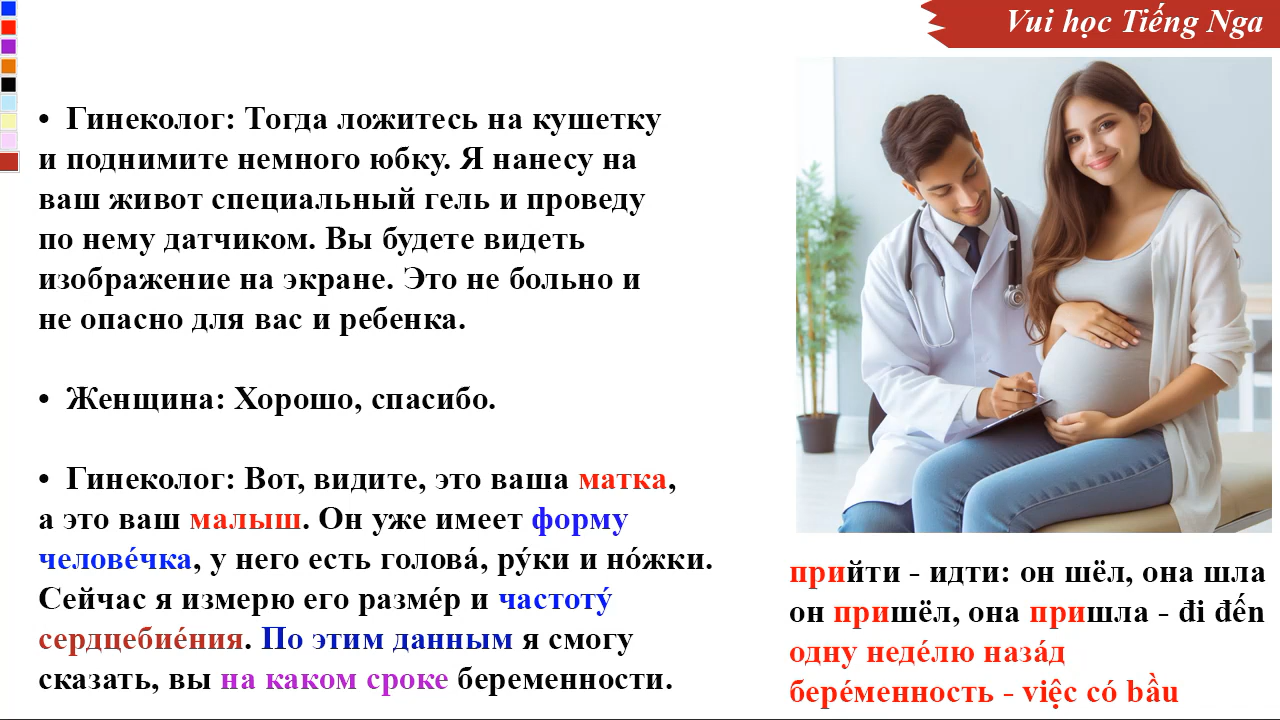 Vui học Tiếng Nga
• Гинеколог: Тогда ложитесь на кушетку
и поднимите немного юбку. Я нанесу на
ваш живот специальный гель и проведу
по нему датчиком. Вы будете видеть
изображение на экране. Это не больно и
не опасно для вас и ребенка.
• Женщина: Хорошо, спасибо.
• Гинеколог: Вот, видите, это ваша матка,
а это ваш малыш. Он уже имеет форму
человéчка, у него есть головá, рýки и нóжки.
Сейчас я измерю его размéр и частотý
сердцебиéния. По этим данным я смогу
сказать, вы на каком сроке беременности.
прийти - идти: он шёл, она шла
он пришёл, она пришла - đi đến
одну недéлю назáд
берéменность - việc có bầu